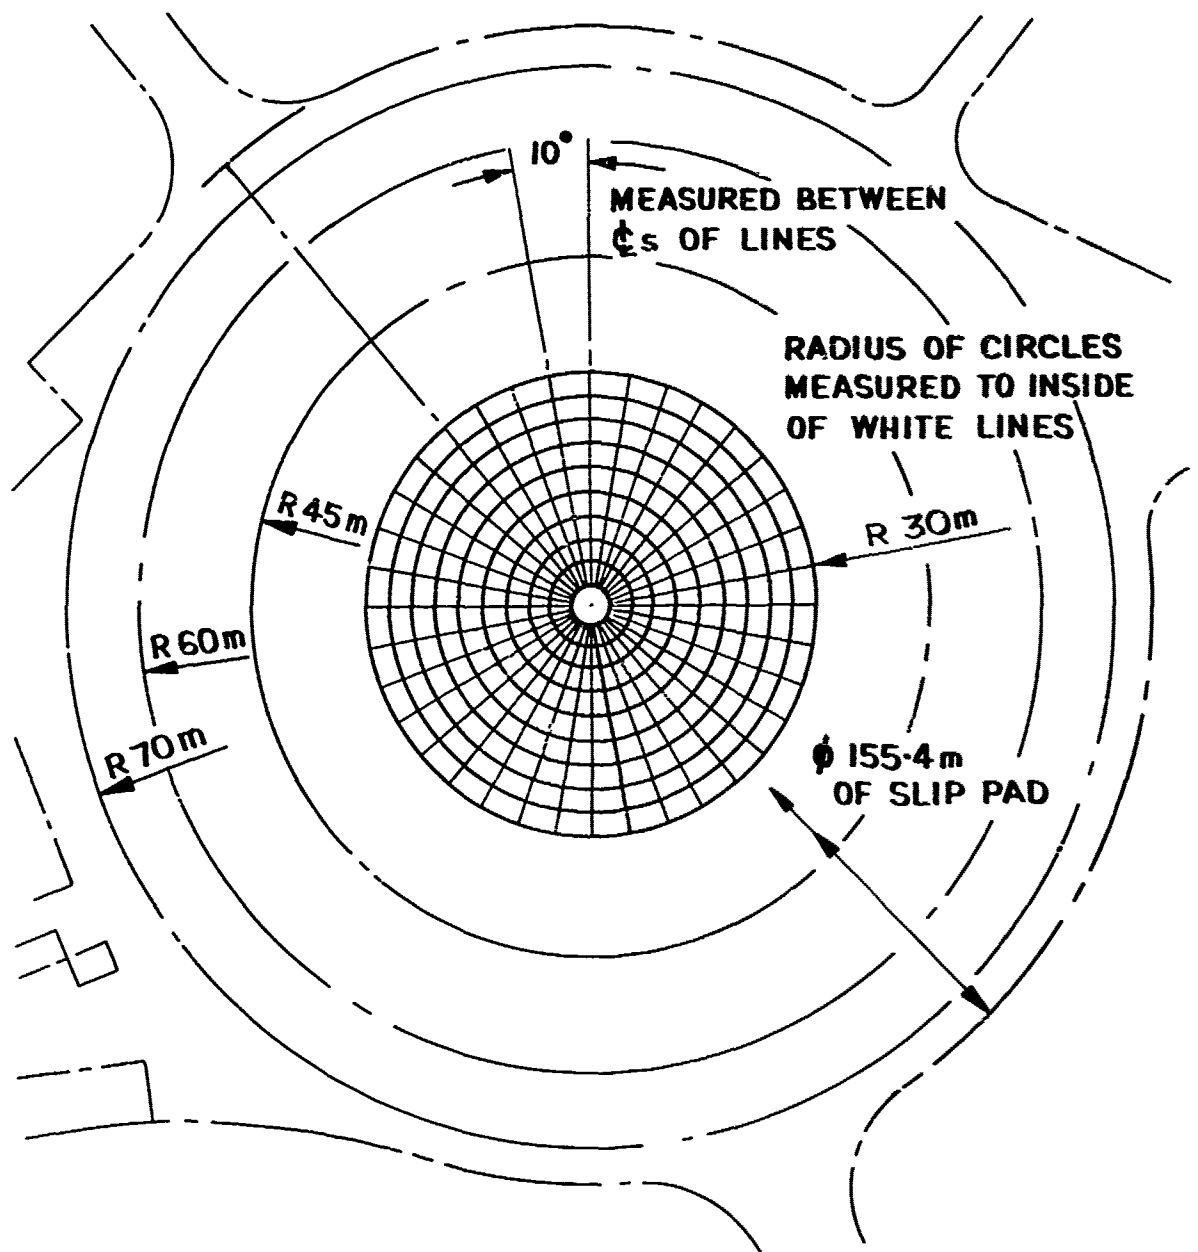 10°
MEASURED BETWEEN
℄s OF LINES
RADIUS OF CIRCLES
MEASURED TO INSIDE
OF WHITE LINES
R 45m
R 30m
R 60m
R 70m
ϕ 155·4m
OF SLIP PAD